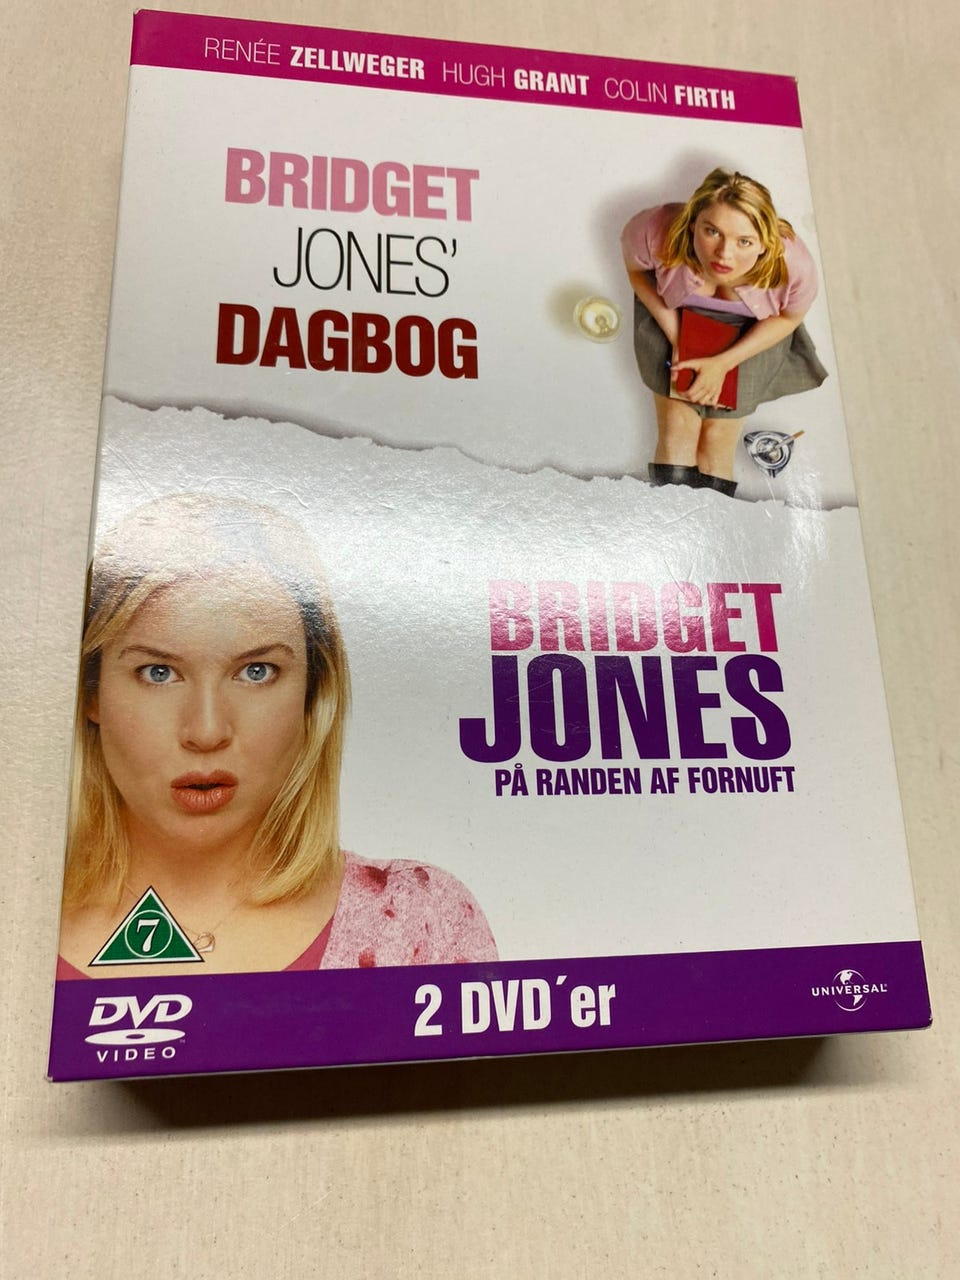 RENÉE ZELLWEGER HUGH GRANT COLIN FIRTH
BRIDGET
JONES'
DAGBOG
BRIDGET
JONES
PÅ RANDEN AF FORNUFT
7
DVD
VIDEO
2 DVD´er
UNIVERSAL